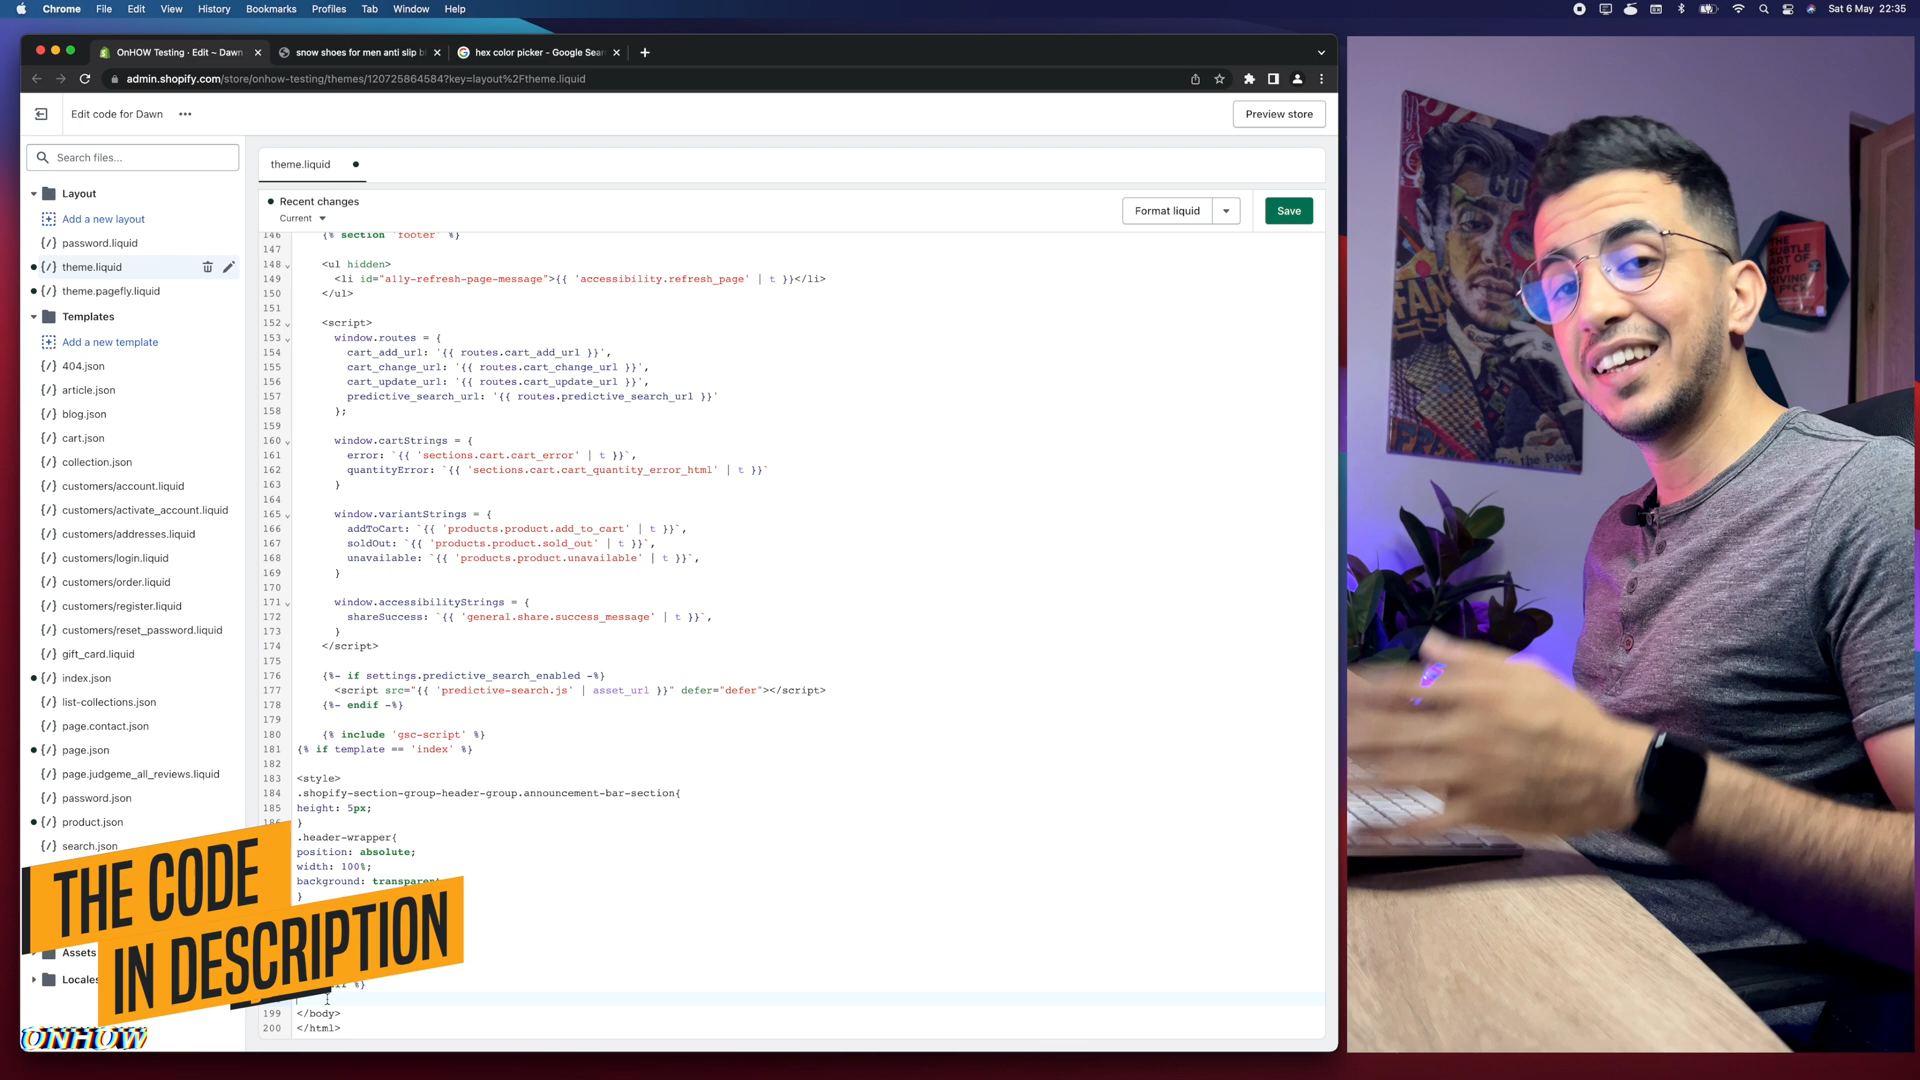 Chrome File Edit View History Bookmarks Profiles Tab Window Help
Sat 6 May 22:35
OnHOW Testing · Edit ~ Dawn
snow shoes for men anti slip b
hex color picker - Google Sear
admin.shopify.com/store/onhow-testing/themes/120725864584?key=layout%2Ftheme.liquid
Edit code for Dawn
Preview store
Search files...
Layout
Add a new layout
{/} password.liquid
{/} theme.liquid
{/} theme.pagefly.liquid
Templates
Add a new template
{/} 404.json
{/} article.json
{/} blog.json
{/} cart.json
{/} collection.json
{/} customers/account.liquid
{/} customers/activate_account.liquid
{/} customers/addresses.liquid
{/} customers/login.liquid
{/} customers/order.liquid
{/} customers/register.liquid
{/} customers/reset_password.liquid
{/} gift_card.liquid
{/} index.json
{/} list-collections.json
{/} page.contact.json
{/} page.json
{/} page.judgeme_all_reviews.liquid
{/} password.json
{/} product.json
{/} search.json
Assets
Locales
theme.liquid
Recent changes
Current
Format liquid
Save
146 {% section 'footer' %}
147
148 <ul hidden>
149 <li id="a11y-refresh-page-message">{{ 'accessibility.refresh_page' | t }}</li>
150 </ul>
151
152 <script>
153 window.routes = {
154 cart_add_url: '{{ routes.cart_add_url }}',
155 cart_change_url: '{{ routes.cart_change_url }}',
156 cart_update_url: '{{ routes.cart_update_url }}',
157 predictive_search_url: '{{ routes.predictive_search_url }}'
158 };
159
160 window.cartStrings = {
161 error: `{{ 'sections.cart.cart_error' | t }}`,
162 quantityError: `{{ 'sections.cart.cart_quantity_error_html' | t }}`
163 }
164
165 window.variantStrings = {
166 addToCart: `{{ 'products.product.add_to_cart' | t }}`,
167 soldOut: `{{ 'products.product.sold_out' | t }}`,
168 unavailable: `{{ 'products.product.unavailable' | t }}`,
169 }
170
171 window.accessibilityStrings = {
172 shareSuccess: `{{ 'general.share.success_message' | t }}`,
173 }
174 </script>
175
176 {%- if settings.predictive_search_enabled -%}
177 <script src="{{ 'predictive-search.js' | asset_url }}" defer="defer"></script>
178 {%- endif -%}
179
180 {% include 'gsc-script' %}
181 {% if template == 'index' %}
182
183 <style>
184 .shopify-section-group-header-group.announcement-bar-section{
185 height: 5px;
186 }
.header-wrapper{
position: absolute;
width: 100%;
background: transparent
}
%}
199 </body>
200 </html>
THE CODE
IN DESCRIPTION
ONHOW
THE SUBTLE ART OF NOT GIVING A F*CK